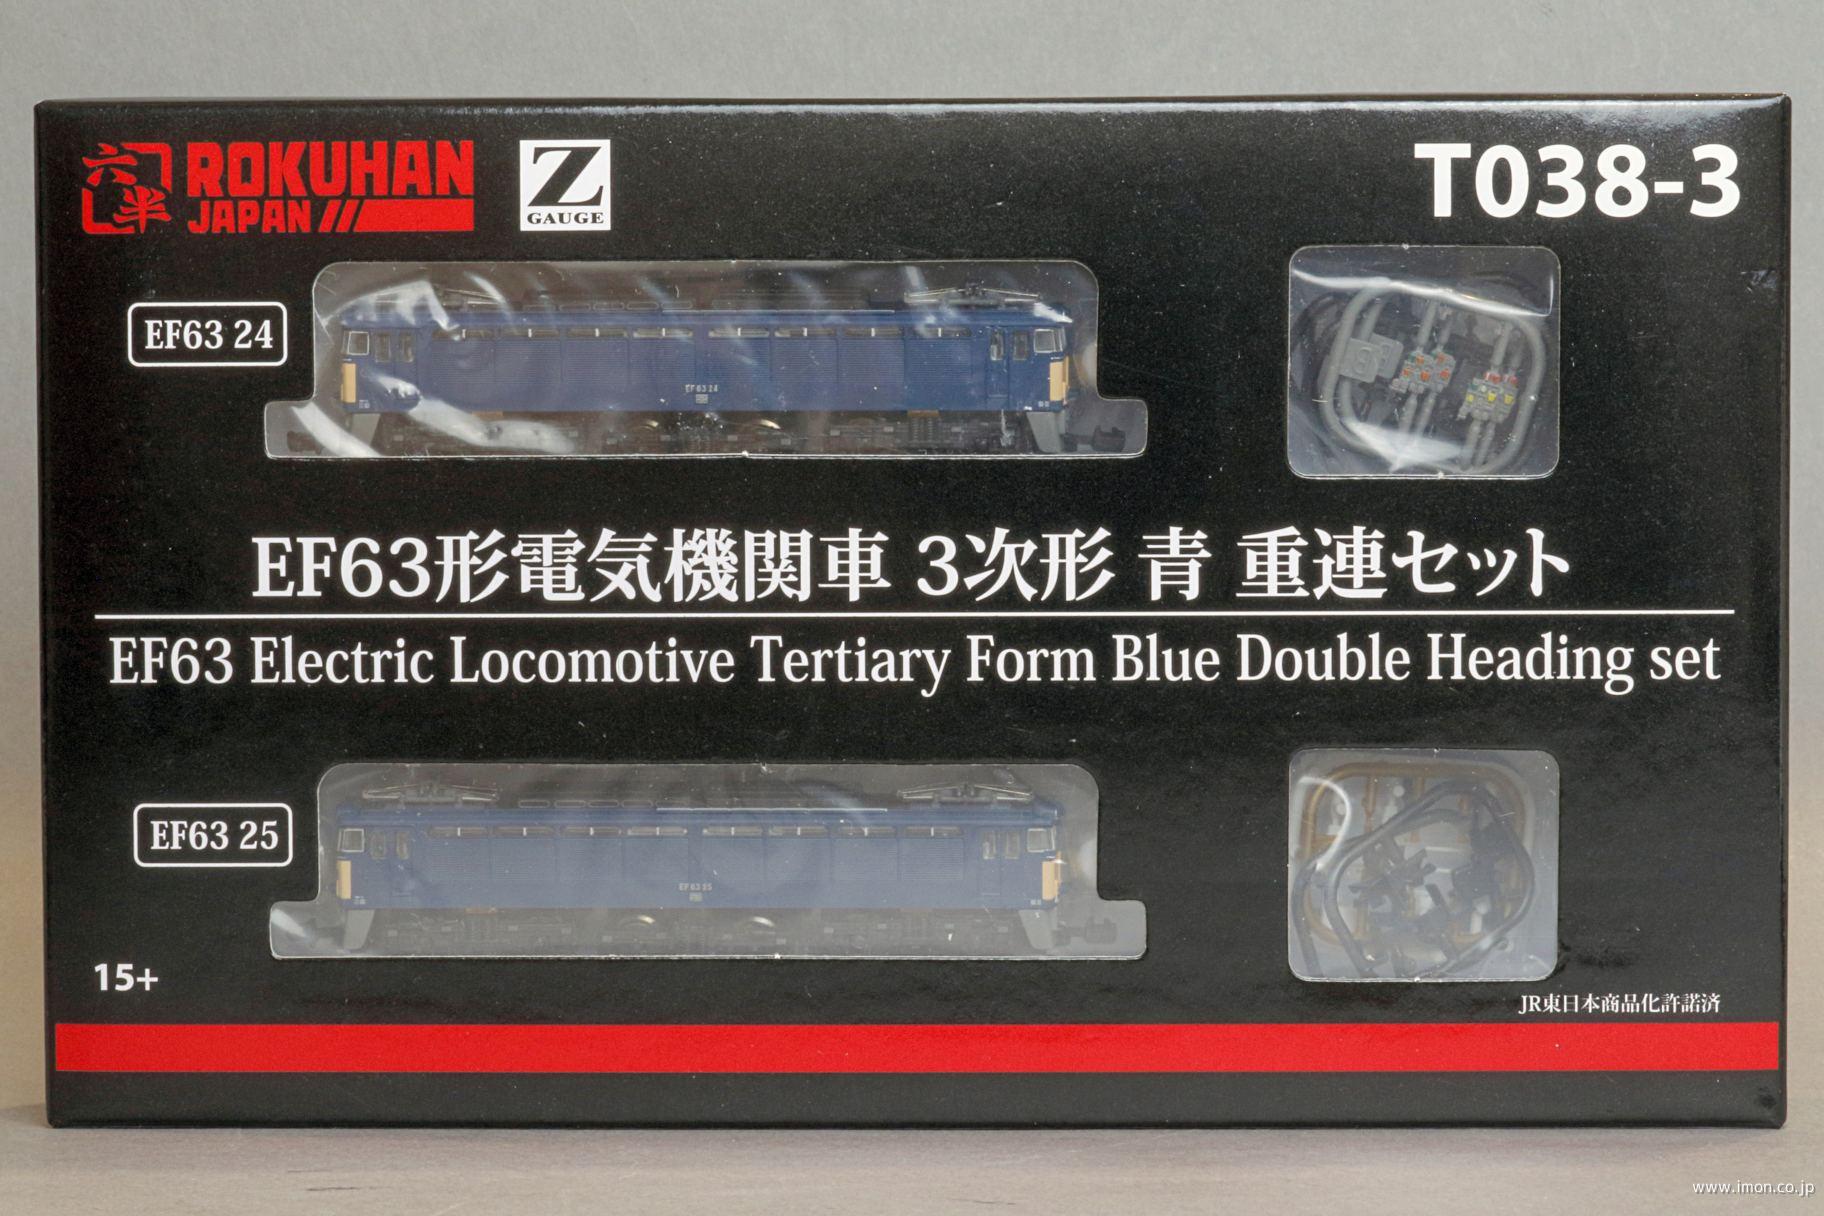 六半
ROKUHAN
JAPAN
Z
GAUGE
T038-3
EF63 24
EF63 24
EF63形電気機関車 3次形 青 重連セット
EF63 Electric Locomotive Tertiary Form Blue Double Heading set
EF63 25
EF63 25
15+
JR東日本商品化許諾済
www.imon.co.jp